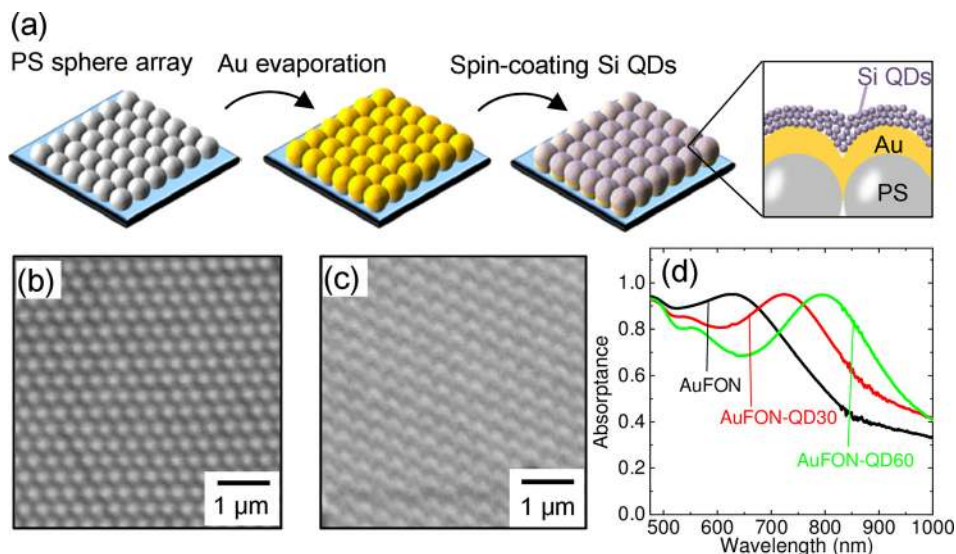 (a)
PS sphere array
Au evaporation
Spin-coating Si QDs
Si QDs
Au
PS
(b)
1 μm
(c)
1 μm
(d)
1.0
0.8
0.6
0.4
0.2
0.0
Absorptance
AuFON
AuFON-QD30
AuFON-QD60
500 600 700 800 900 1000
Wavelength (nm)